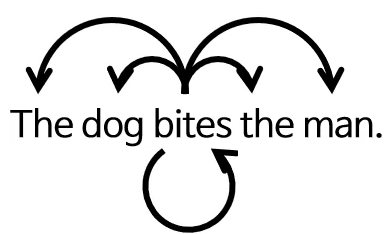 The dog bites the man.